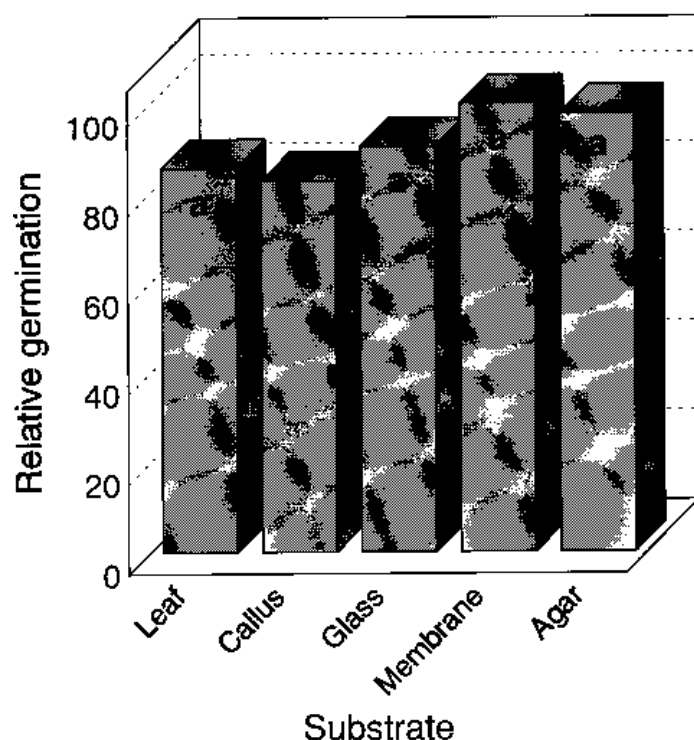 Relative germination
100
80
60
40
20
0
Leaf
Callus
Glass
Membrane
Agar
Substrate
a